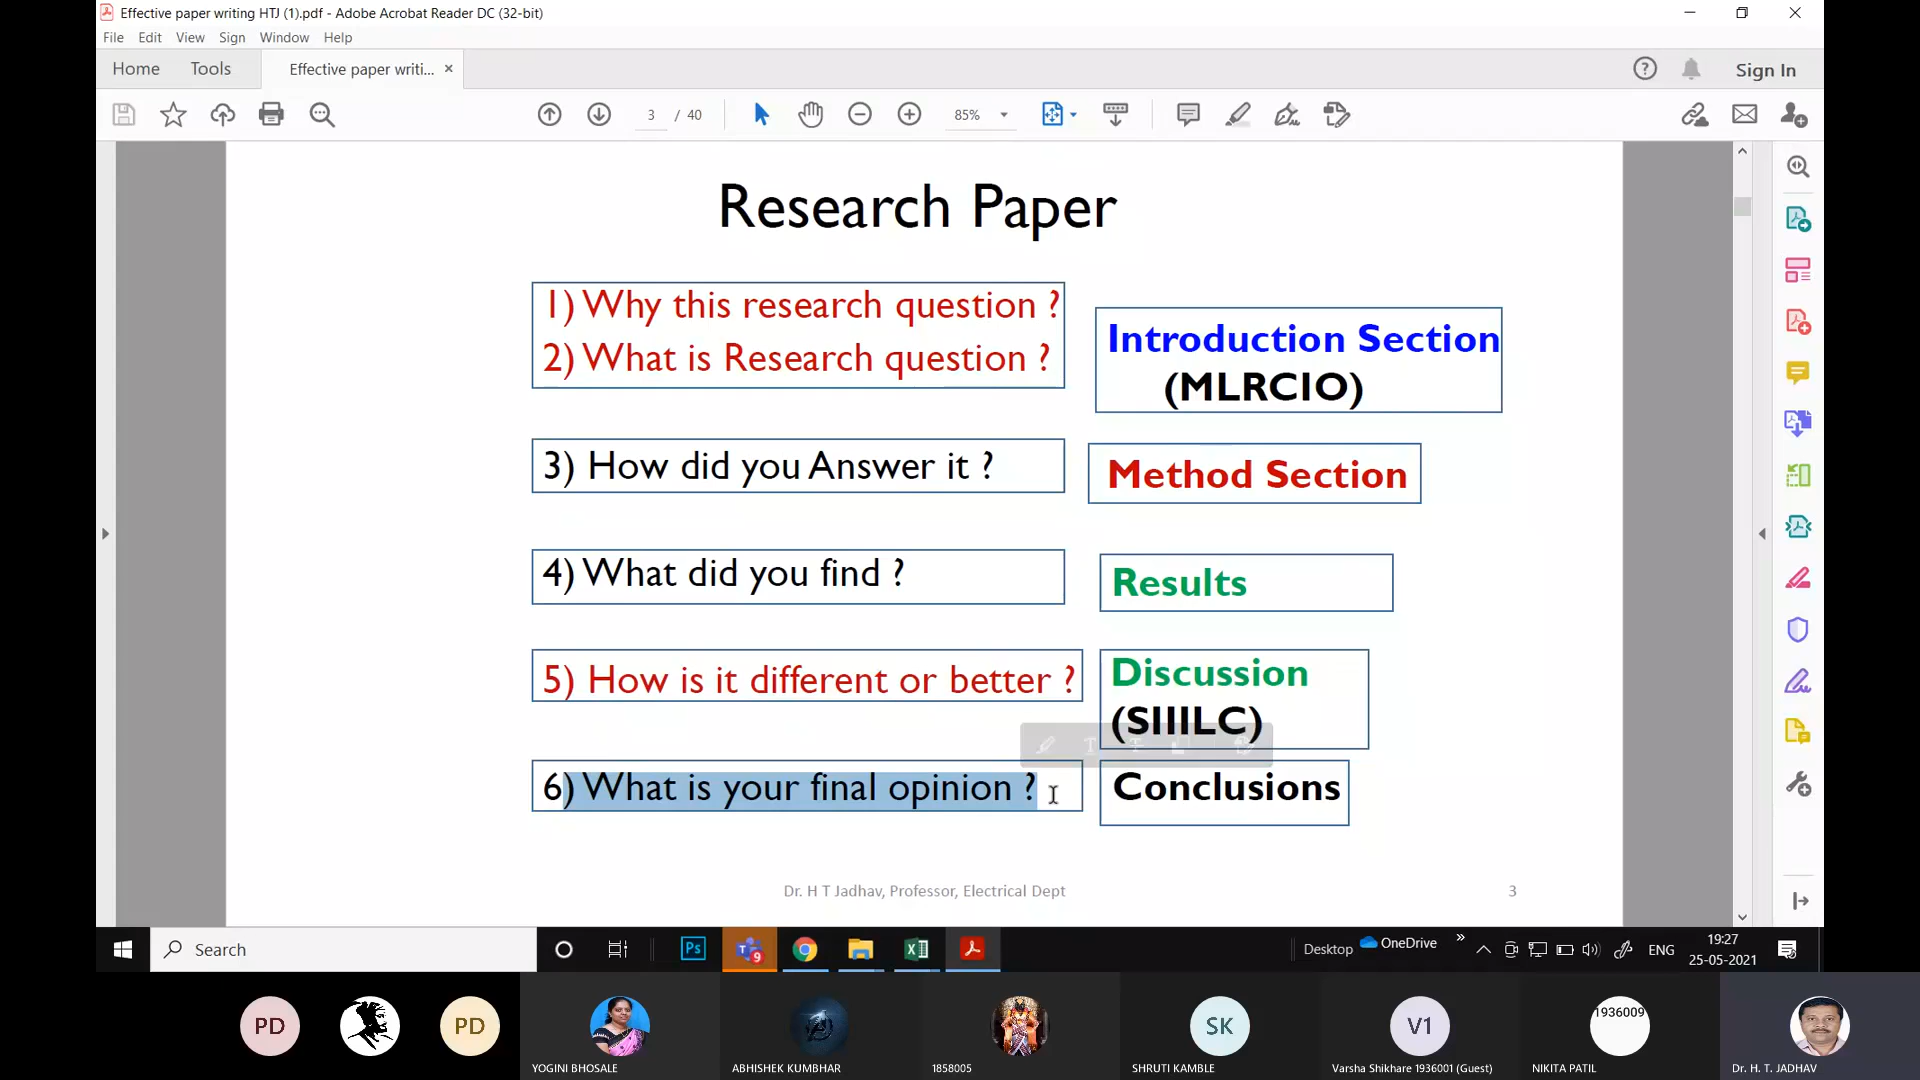 Effective paper writing HTJ (1).pdf - Adobe Acrobat Reader DC (32-bit)
File Edit View Sign Window Help
Home Tools Effective paper writi... × Sign In
3 / 40 85%
Research Paper
1) Why this research question ?
2) What is Research question ?
Introduction Section
(MLRCIO)
3) How did you Answer it ?
Method Section
4) What did you find ?
Results
5) How is it different or better ?
Discussion
(SIIILC)
6) What is your final opinion ?
Conclusions
Dr. H T Jadhav, Professor, Electrical Dept
3
Search
Ps
T
9
Desktop
OneDrive
ENG
19:27
25-05-2021
PD
PD
SK
V1
1936009
YOGINI BHOSALE
ABHISHEK KUMBHAR
1858005
SHRUTI KAMBLE
Varsha Shikhare 1936001 (Guest)
NIKITA PATIL
Dr. H. T. JADHAV